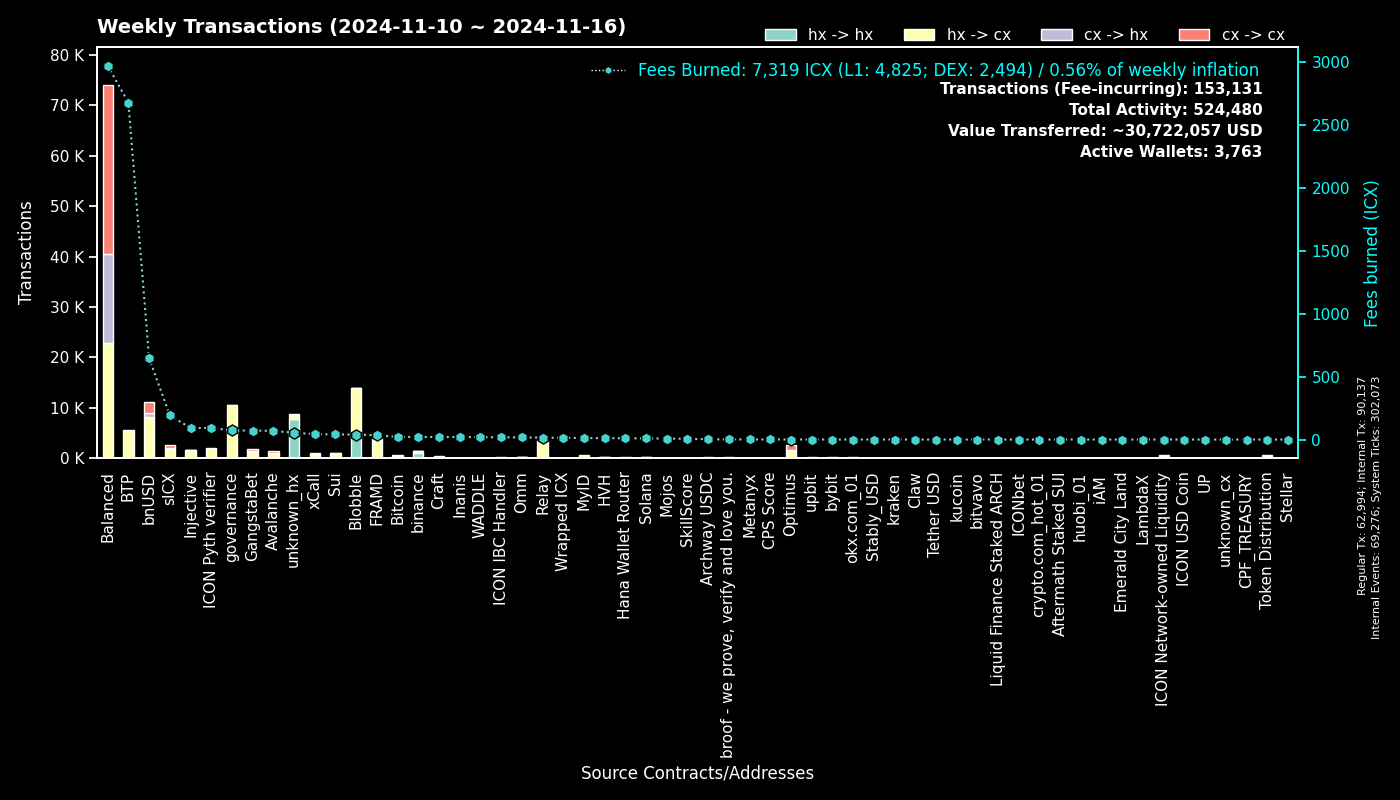 Weekly Transactions (2024-11-10 ~ 2024-11-16)
hx -> hx
hx -> cx
cx -> hx
cx -> cx
Fees Burned: 7,319 ICX (L1: 4,825; DEX: 2,494) / 0.56% of weekly inflation
Transactions (Fee-incurring): 153,131
Total Activity: 524,480
Value Transferred: ~30,722,057 USD
Active Wallets: 3,763
80 K
70 K
60 K
50 K
40 K
30 K
20 K
10 K
0 K
Transactions
3000
2500
2000
1500
1000
500
0
Fees burned (ICX)
Regular Tx: 62,994; Internal Tx: 90,137
Internal Events: 69,276; System Ticks: 302,073
Balanced
BTP
bnUSD
sICX
Injective
ICON Pyth verifier
governance
GangstaBet
Avalanche
unknown_hx
xCall
Sui
Blobble
FRAMD
Bitcoin
binance
Craft
Inanis
WADDLE
ICON IBC Handler
Omm
Relay
Wrapped ICX
MyID
HVH
Hana Wallet Router
Solana
Mojos
SkillScore
Archway USDC
broof - we prove, verify and love you.
Metanyx
CPS Score
Optimus
upbit
bybit
okx.com_01
Stably_USD
kraken
Claw
Tether USD
kucoin
bitvavo
Liquid Finance Staked ARCH
ICONbet
crypto.com_hot_01
Aftermath Staked SUI
huobi_01
iAM
Emerald City Land
LambdaX
ICON Network-owned Liquidity
ICON USD Coin
UP
unknown_cx
CPF_TREASURY
Token Distribution
Stellar
Source Contracts/Addresses